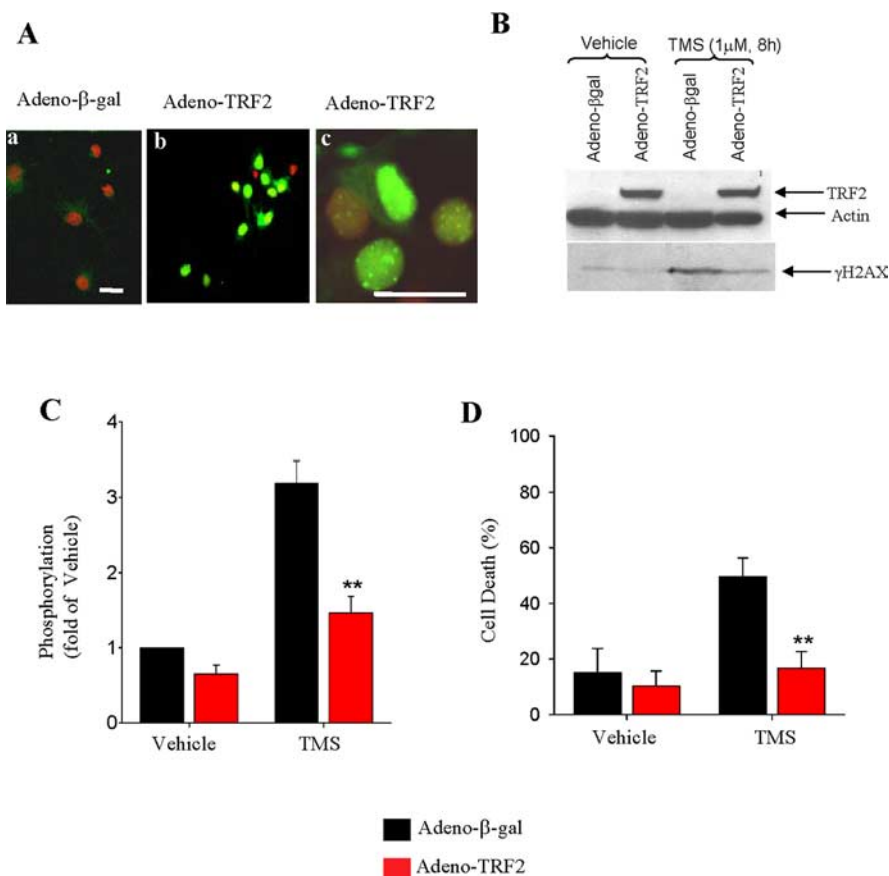 A
Adeno-β-gal
Adeno-TRF2
Adeno-TRF2
a
b
c
B
Vehicle
TMS (1μM, 8h)
Adeno-βgal
Adeno-TRF2
Adeno-βgal
Adeno-TRF2
TRF2
Actin
γH2AX
C
Phosphorylation
(fold of Vehicle)
4
3
2
1
0
**
Vehicle
TMS
D
Cell Death (%)
100
80
60
40
20
0
**
Vehicle
TMS
Adeno-β-gal
Adeno-TRF2